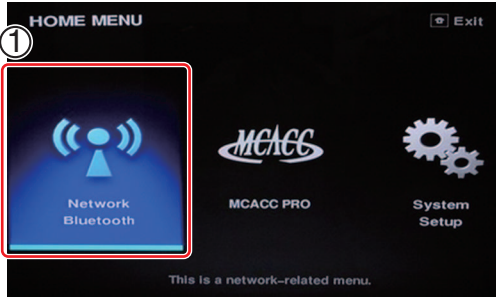 HOME MENU
Exit
①
MCACC
Network
Bluetooth
MCACC PRO
System
Setup
This is a network-related menu.